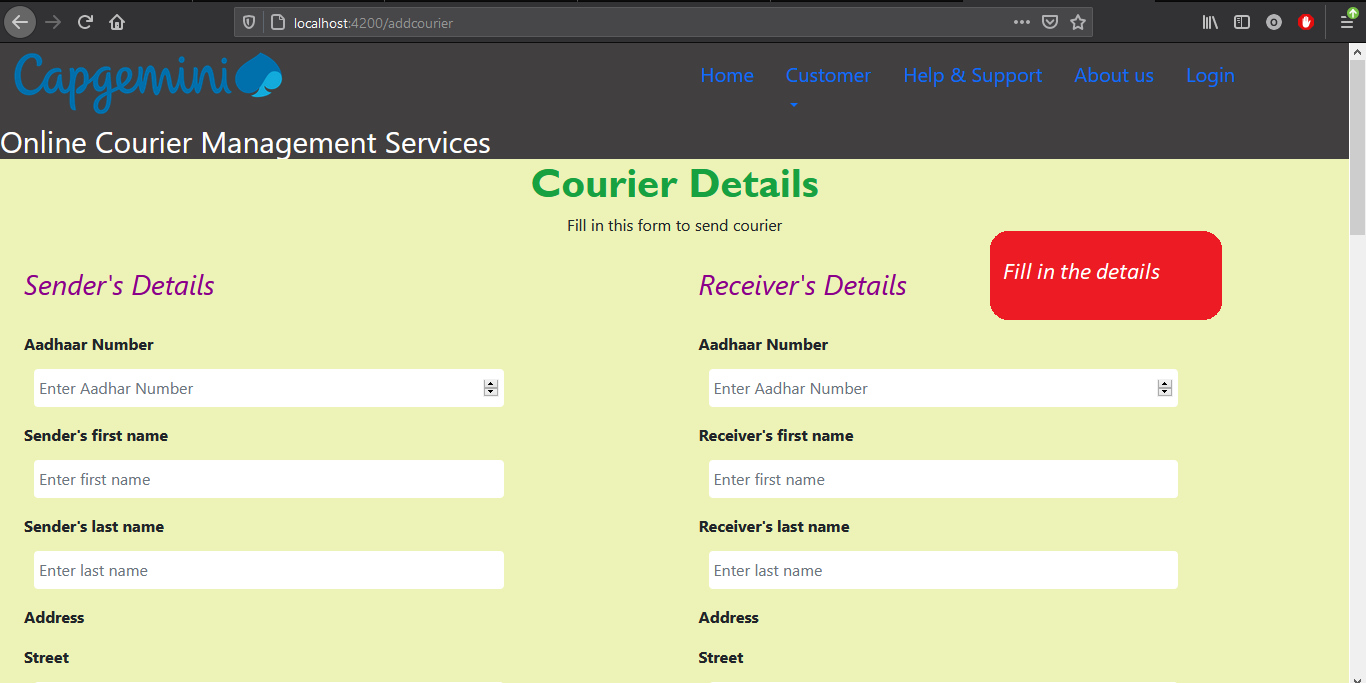 localhost:4200/addcourier
Capgemini
Home Customer Help & Support About us Login
Online Courier Management Services
Courier Details
Fill in this form to send courier
Fill in the details
Sender's Details
Receiver's Details
Aadhaar Number
Aadhaar Number
Enter Aadhar Number
Enter Aadhar Number
Sender's first name
Receiver's first name
Enter first name
Enter first name
Sender's last name
Receiver's last name
Enter last name
Enter last name
Address
Address
Street
Street